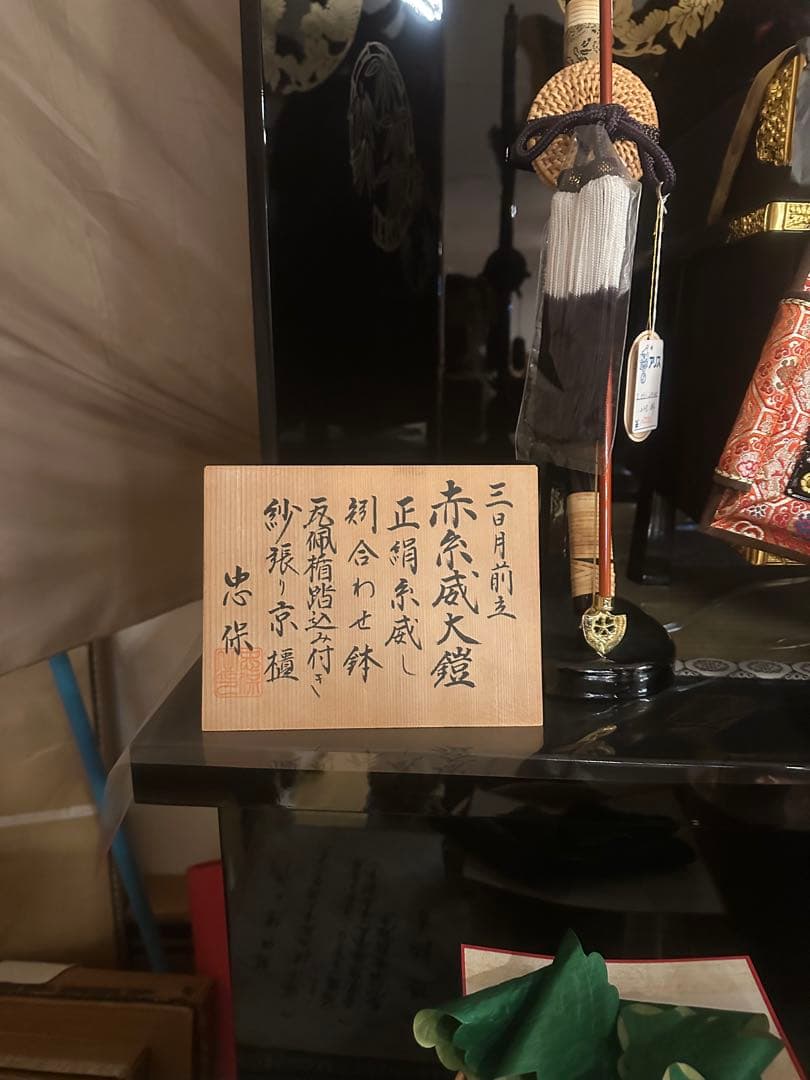 三日月前立
赤糸威大鎧
正絹糸威し
矧合わせ鉢
瓦佩楯踏込み付き
紗張り京櫃
忠保